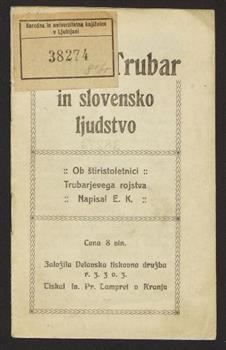 Narodna in univerzitetna knjižnica
v Ljubljani
38274
Trubar
in slovensko
ljudstvo
:: Ob štiristoletnici ::
Trubarjevega rojstva
:: Napisal E. K. ::
Cena 8 vin.
Založila Delavska tiskovna družba
r. z. z o. z.
Tiskal Iv. Pr. Lampret v Kranju